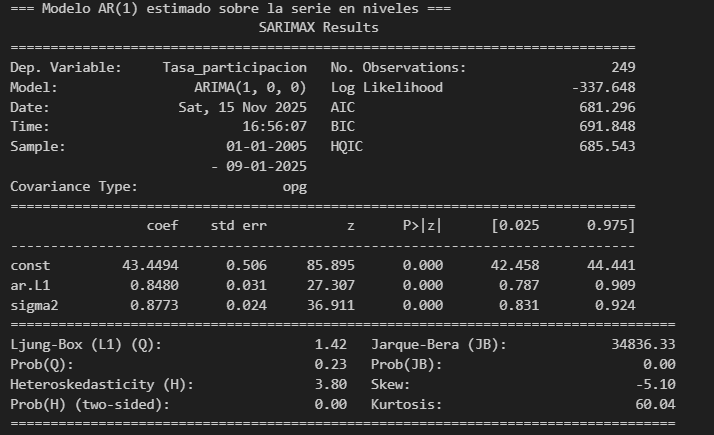 === Modelo AR(1) estimado sobre la serie en niveles ===
                               SARIMAX Results
==============================================================================
Dep. Variable:     Tasa_participacion   No. Observations:                  249
Model:                 ARIMA(1, 0, 0)   Log Likelihood                -337.648
Date:                Sat, 15 Nov 2025   AIC                            681.296
Time:                        16:56:07   BIC                            691.848
Sample:                    01-01-2005   HQIC                           685.543
                         - 09-01-2025
Covariance Type:                  opg
==============================================================================
                 coef    std err          z      P>|z|      [0.025      0.975]
------------------------------------------------------------------------------
const         43.4494      0.506     85.895      0.000      42.458      44.441
ar.L1          0.8480      0.031     27.307      0.000       0.787       0.909
sigma2         0.8773      0.024     36.911      0.000       0.831       0.924
===================================================================================
Ljung-Box (L1) (Q):                   1.42   Jarque-Bera (JB):             34836.33
Prob(Q):                              0.23   Prob(JB):                         0.00
Heteroskedasticity (H):               3.80   Skew:                            -5.10
Prob(H) (two-sided):                  0.00   Kurtosis:                        60.04
===================================================================================